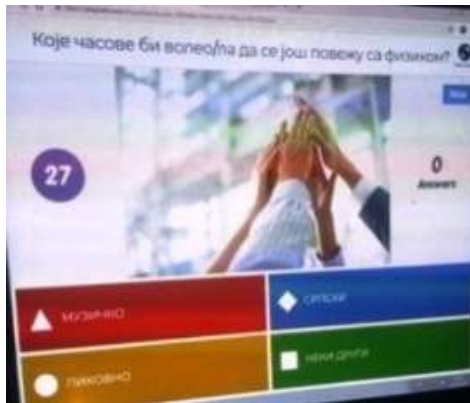 Које часове би волео/ла да се још повежу са физиком?
27
0
Answers
музичко
српски
ликовно
неки други